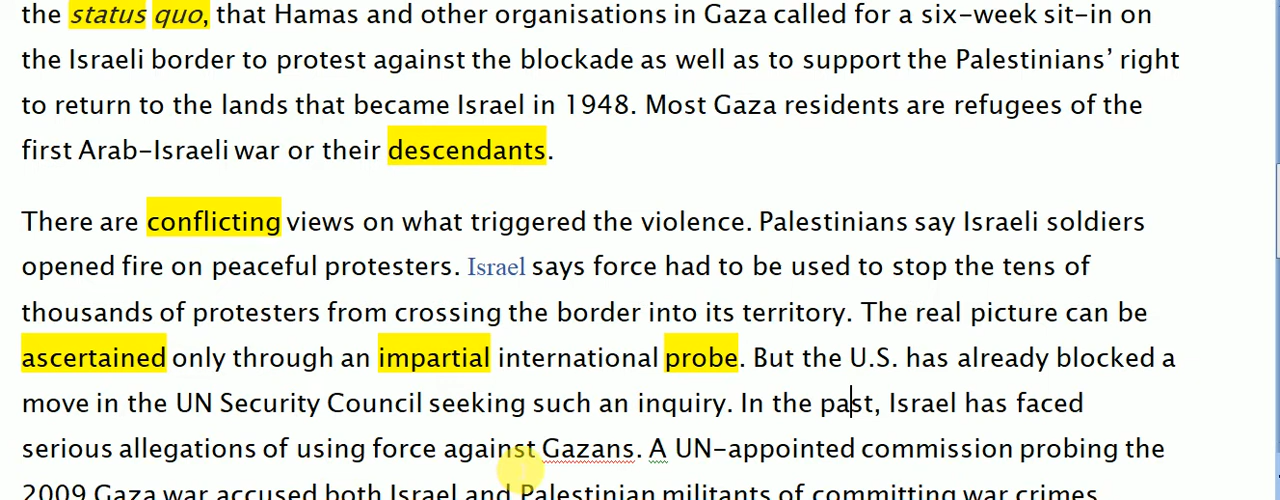 the status quo, that Hamas and other organisations in Gaza called for a six-week sit-in on
the Israeli border to protest against the blockade as well as to support the Palestinians’ right
to return to the lands that became Israel in 1948. Most Gaza residents are refugees of the
first Arab-Israeli war or their descendants.
There are conflicting views on what triggered the violence. Palestinians say Israeli soldiers
opened fire on peaceful protesters. Israel says force had to be used to stop the tens of
thousands of protesters from crossing the border into its territory. The real picture can be
ascertained only through an impartial international probe. But the U.S. has already blocked a
move in the UN Security Council seeking such an inquiry. In the past, Israel has faced
serious allegations of using force against Gazans. A UN-appointed commission probing the
2009 Gaza war accused both Israel and Palestinian militants of committing war crimes